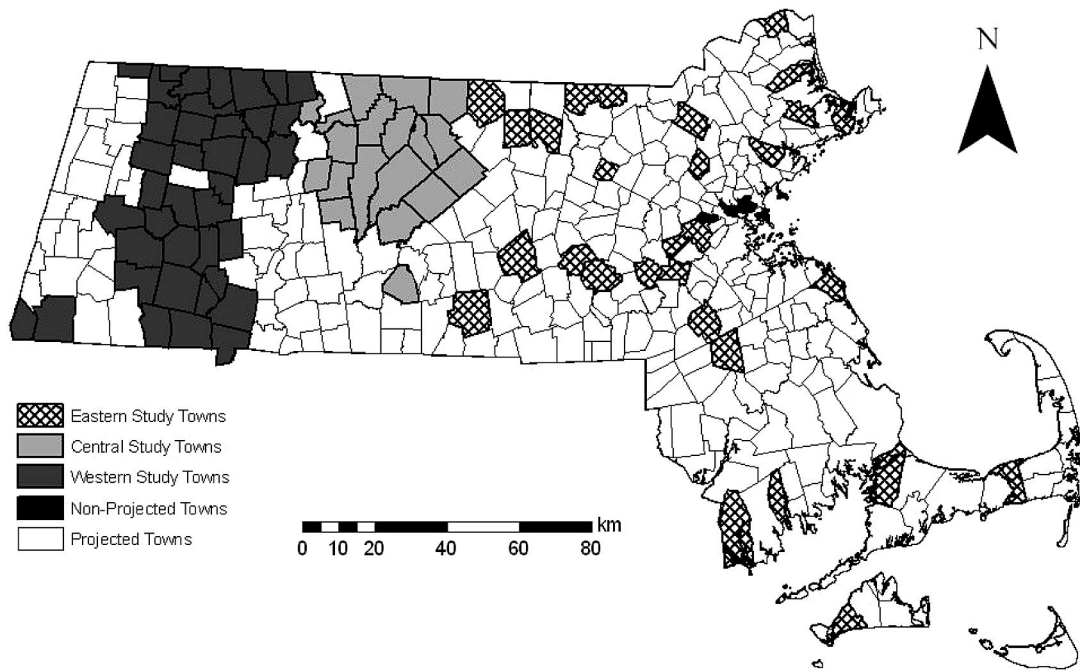 N
Eastern Study Towns
Central Study Towns
Western Study Towns
Non-Projected Towns
Projected Towns
km
0 10 20 40 60 80